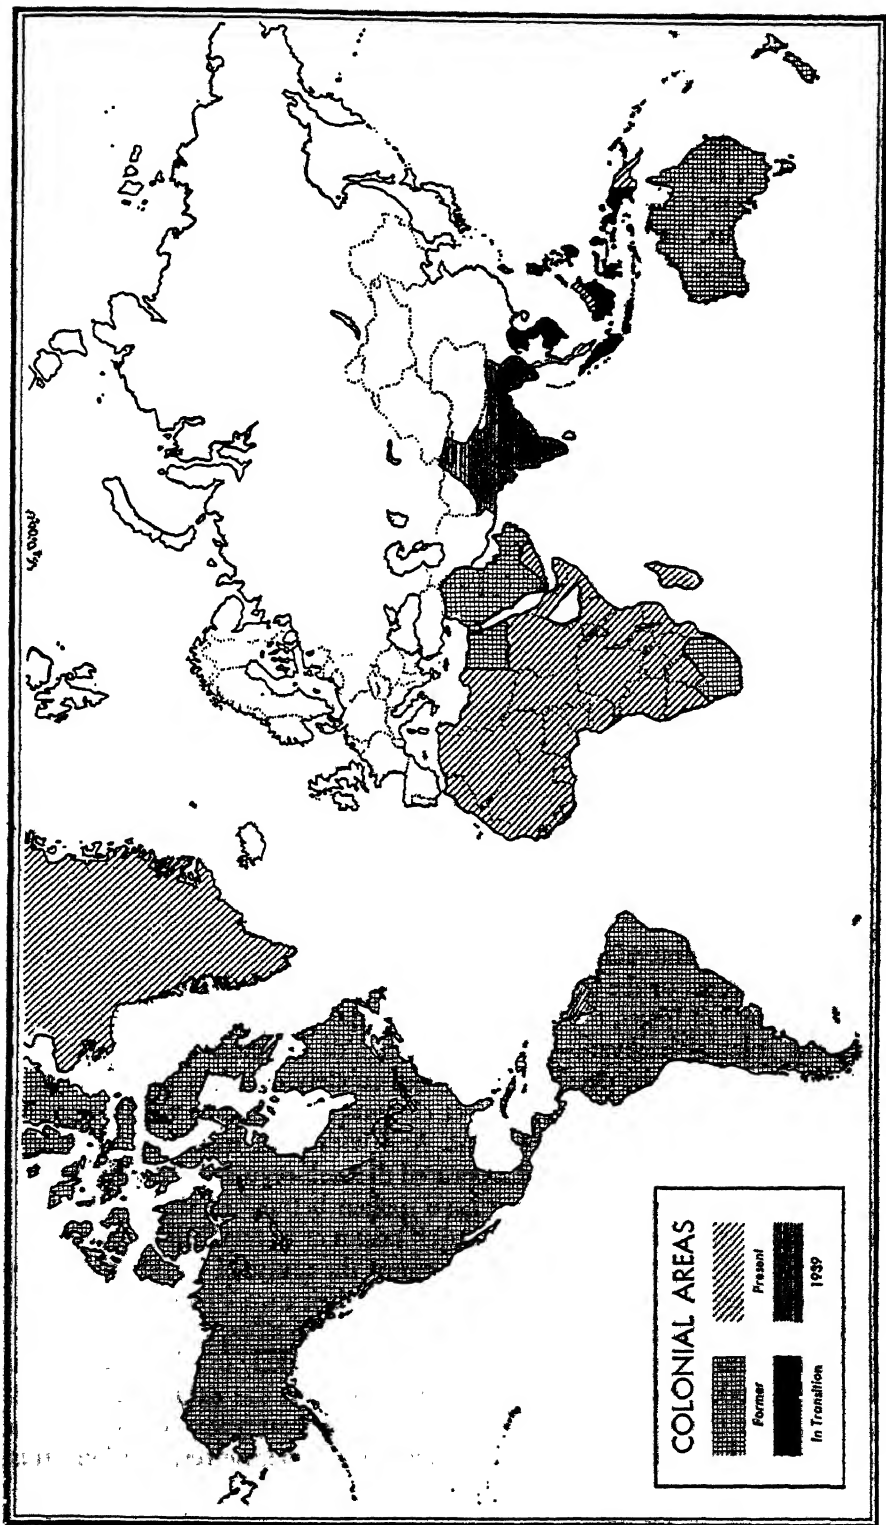 COLONIAL AREAS
Former
Present
In Transition
1939